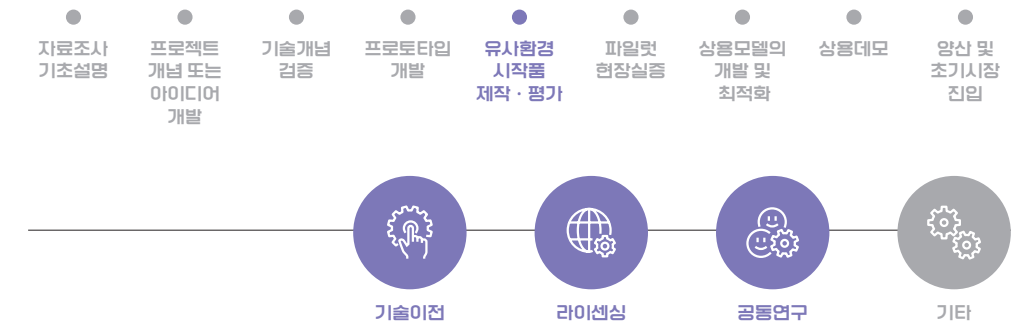 자료조사
기초설명
프로젝트
개념 또는
아이디어
개발
기술개념
검증
프로토타입
개발
유사환경
시작품
제작 · 평가
파일럿
현장실증
상용모델의
개발 및
최적화
상용데모
양산 및
초기시장
진입
기술이전
라이센싱
공동연구
기타